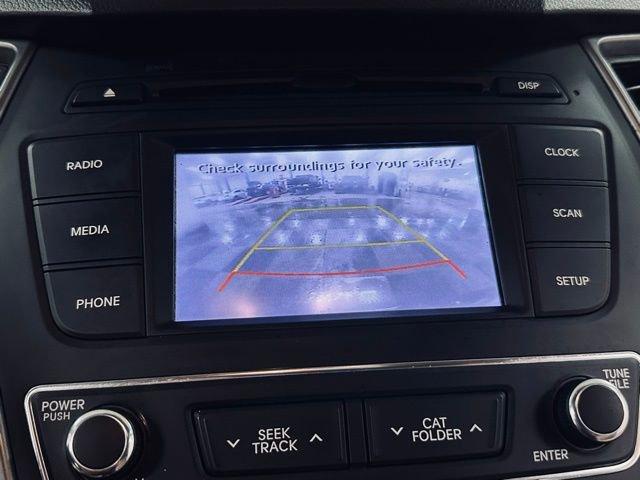 DISP
RADIO
MEDIA
PHONE
Check surroundings for your safety.
CLOCK
SCAN
SETUP
POWER
PUSH
SEEK
TRACK
CAT
FOLDER
TUNE
FILE
ENTER